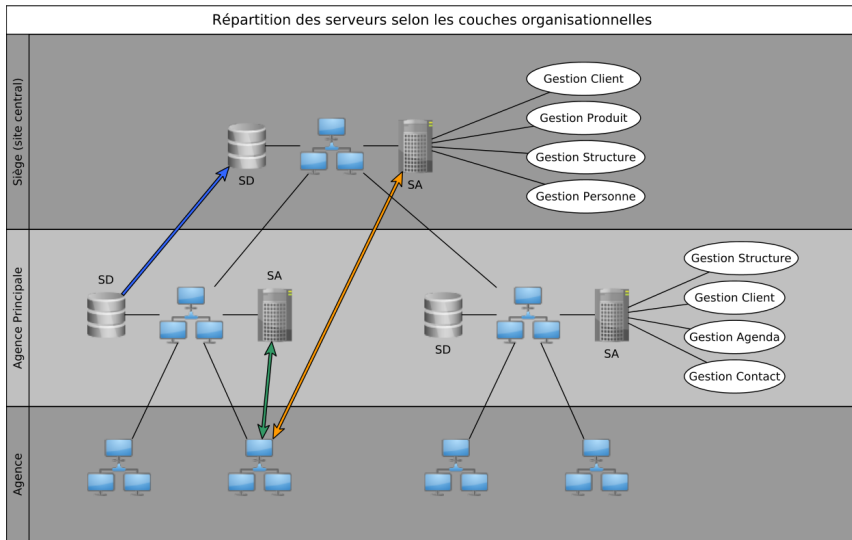 Répartition des serveurs selon les couches organisationnelles
Siège (site central)
Gestion Client
Gestion Produit
Gestion Structure
Gestion Personne
SD
SA
Agence Principale
SD
SA
Gestion Structure
Gestion Client
Gestion Agenda
Gestion Contact
SD
SA
Agence